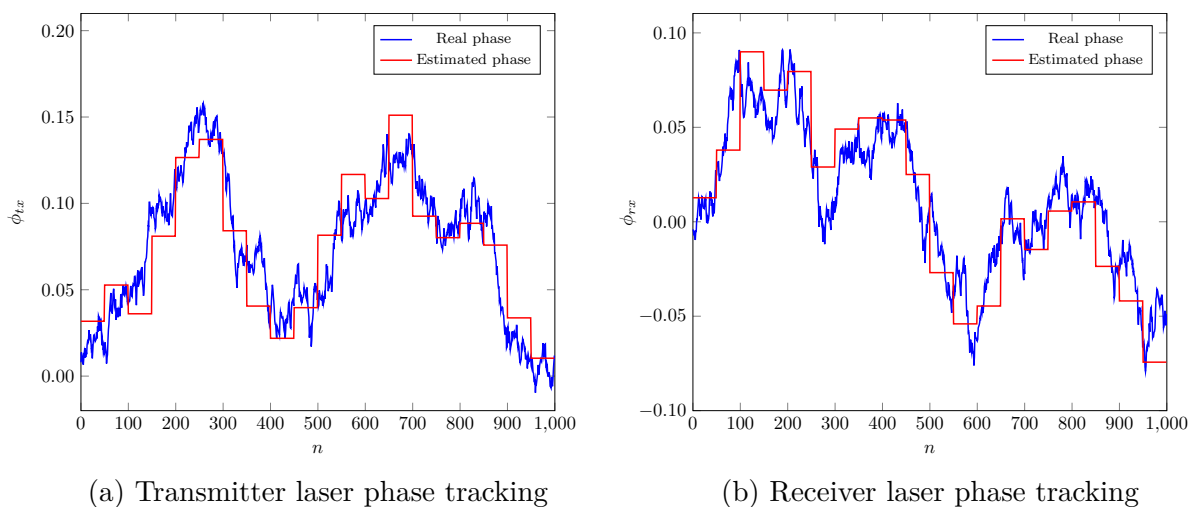 0.20
0.15
0.10
0.05
0.00
ϕtx
Real phase
Estimated phase
0 100 200 300 400 500 600 700 800 900 1,000
n
(a) Transmitter laser phase tracking
0.10
0.05
0.00
−0.05
−0.10
ϕrx
Real phase
Estimated phase
0 100 200 300 400 500 600 700 800 900 1,000
n
(b) Receiver laser phase tracking